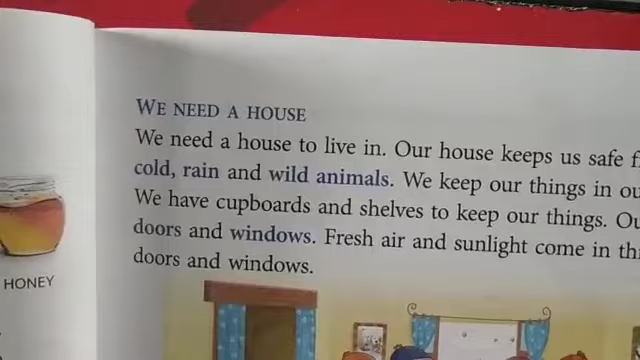 WE NEED A HOUSE
We need a house to live in. Our house keeps us safe
cold, rain and wild animals. We keep our things in
We have cupboards and shelves to keep our things.
doors and windows. Fresh air and sunlight come in
doors and windows.
HONEY